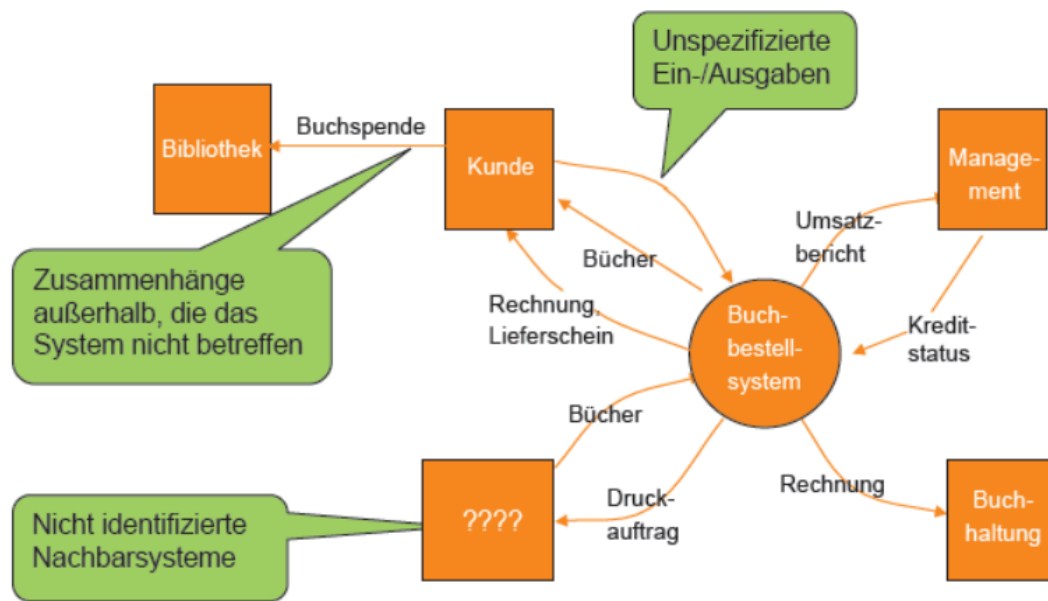 Unspezifizierte
Ein-/Ausgaben
Bibliothek
Buchspende
Kunde
Manage-
ment
Umsatz-
bericht
Bücher
Zusammenhänge
außerhalb, die das
System nicht betreffen
Rechnung,
Lieferschein
Buch-
bestell-
system
Kredit-
status
Bücher
Nicht identifizierte
Nachbarsysteme
????
Druck-
auftrag
Rechnung
Buch-
haltung